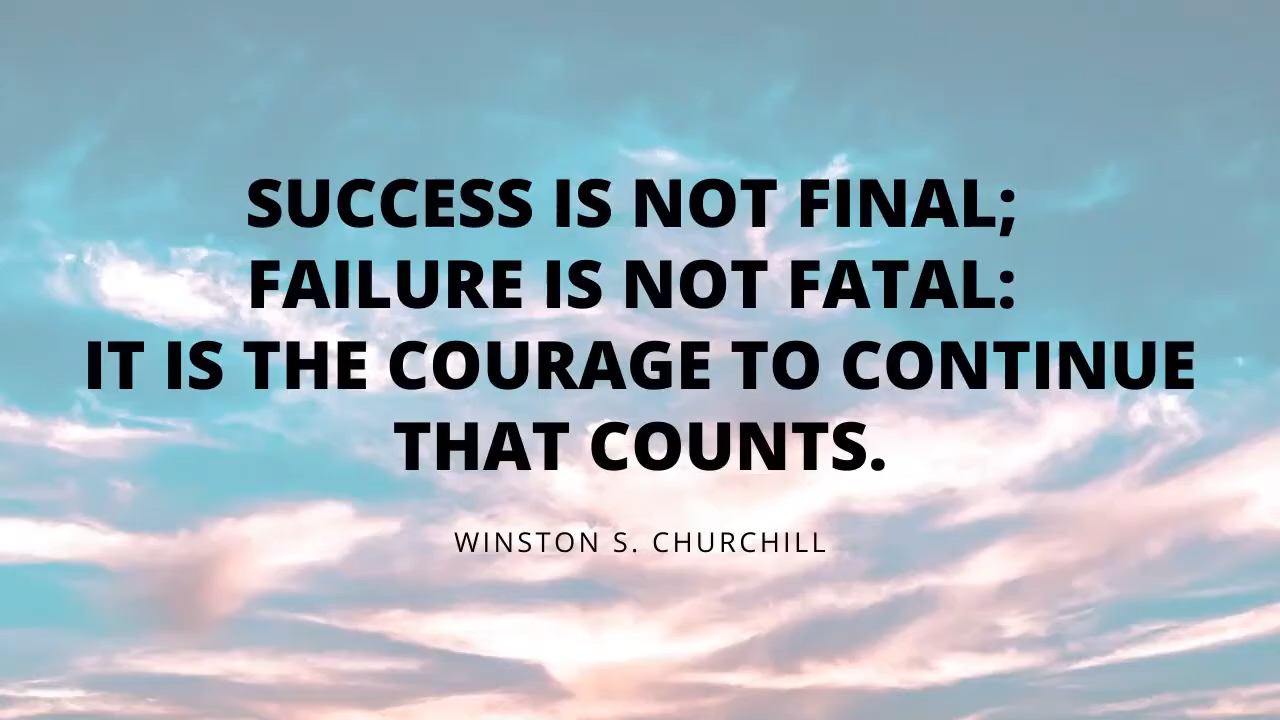 SUCCESS IS NOT FINAL;
FAILURE IS NOT FATAL:
IT IS THE COURAGE TO CONTINUE
THAT COUNTS.
WINSTON S. CHURCHILL